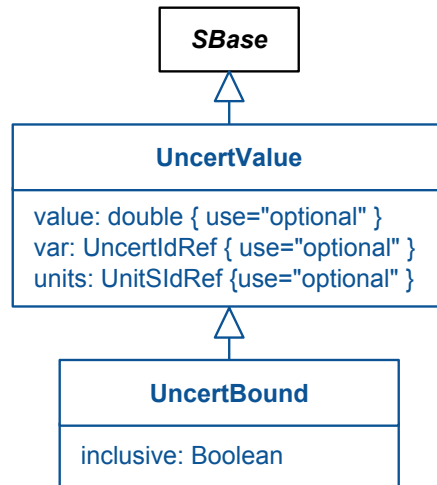 SBase
UncertValue
value: double { use="optional" }
var: UncertIdRef { use="optional" }
units: UnitSIdRef {use="optional" }
UncertBound
inclusive: Boolean